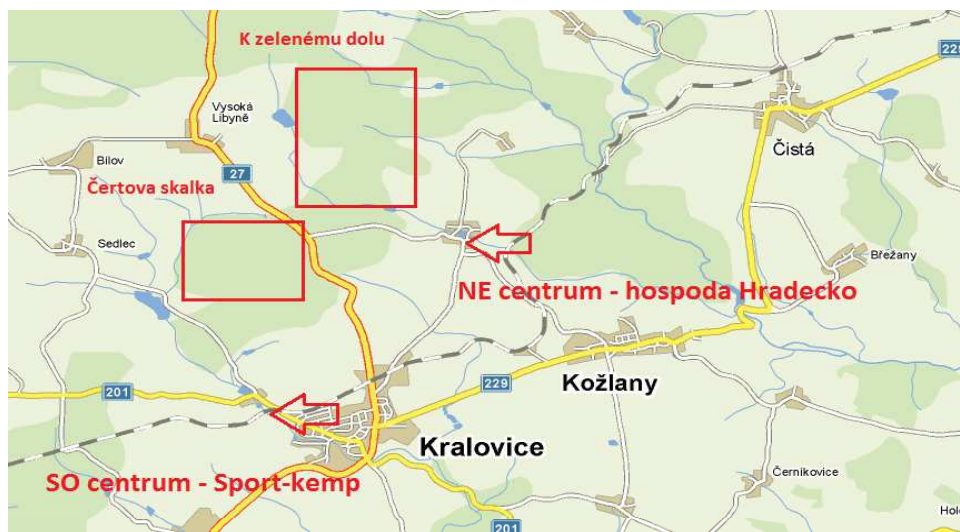 K zelenému dolu
229
Vysoká
Libyně
Čistá
Bílov
27
Čertova skalka
Sedlec
Břežany
NE centrum - hospoda Hradecko
229
201
Kožlany
Kralovice
SO centrum - Sport-kemp
Černíkovice
201